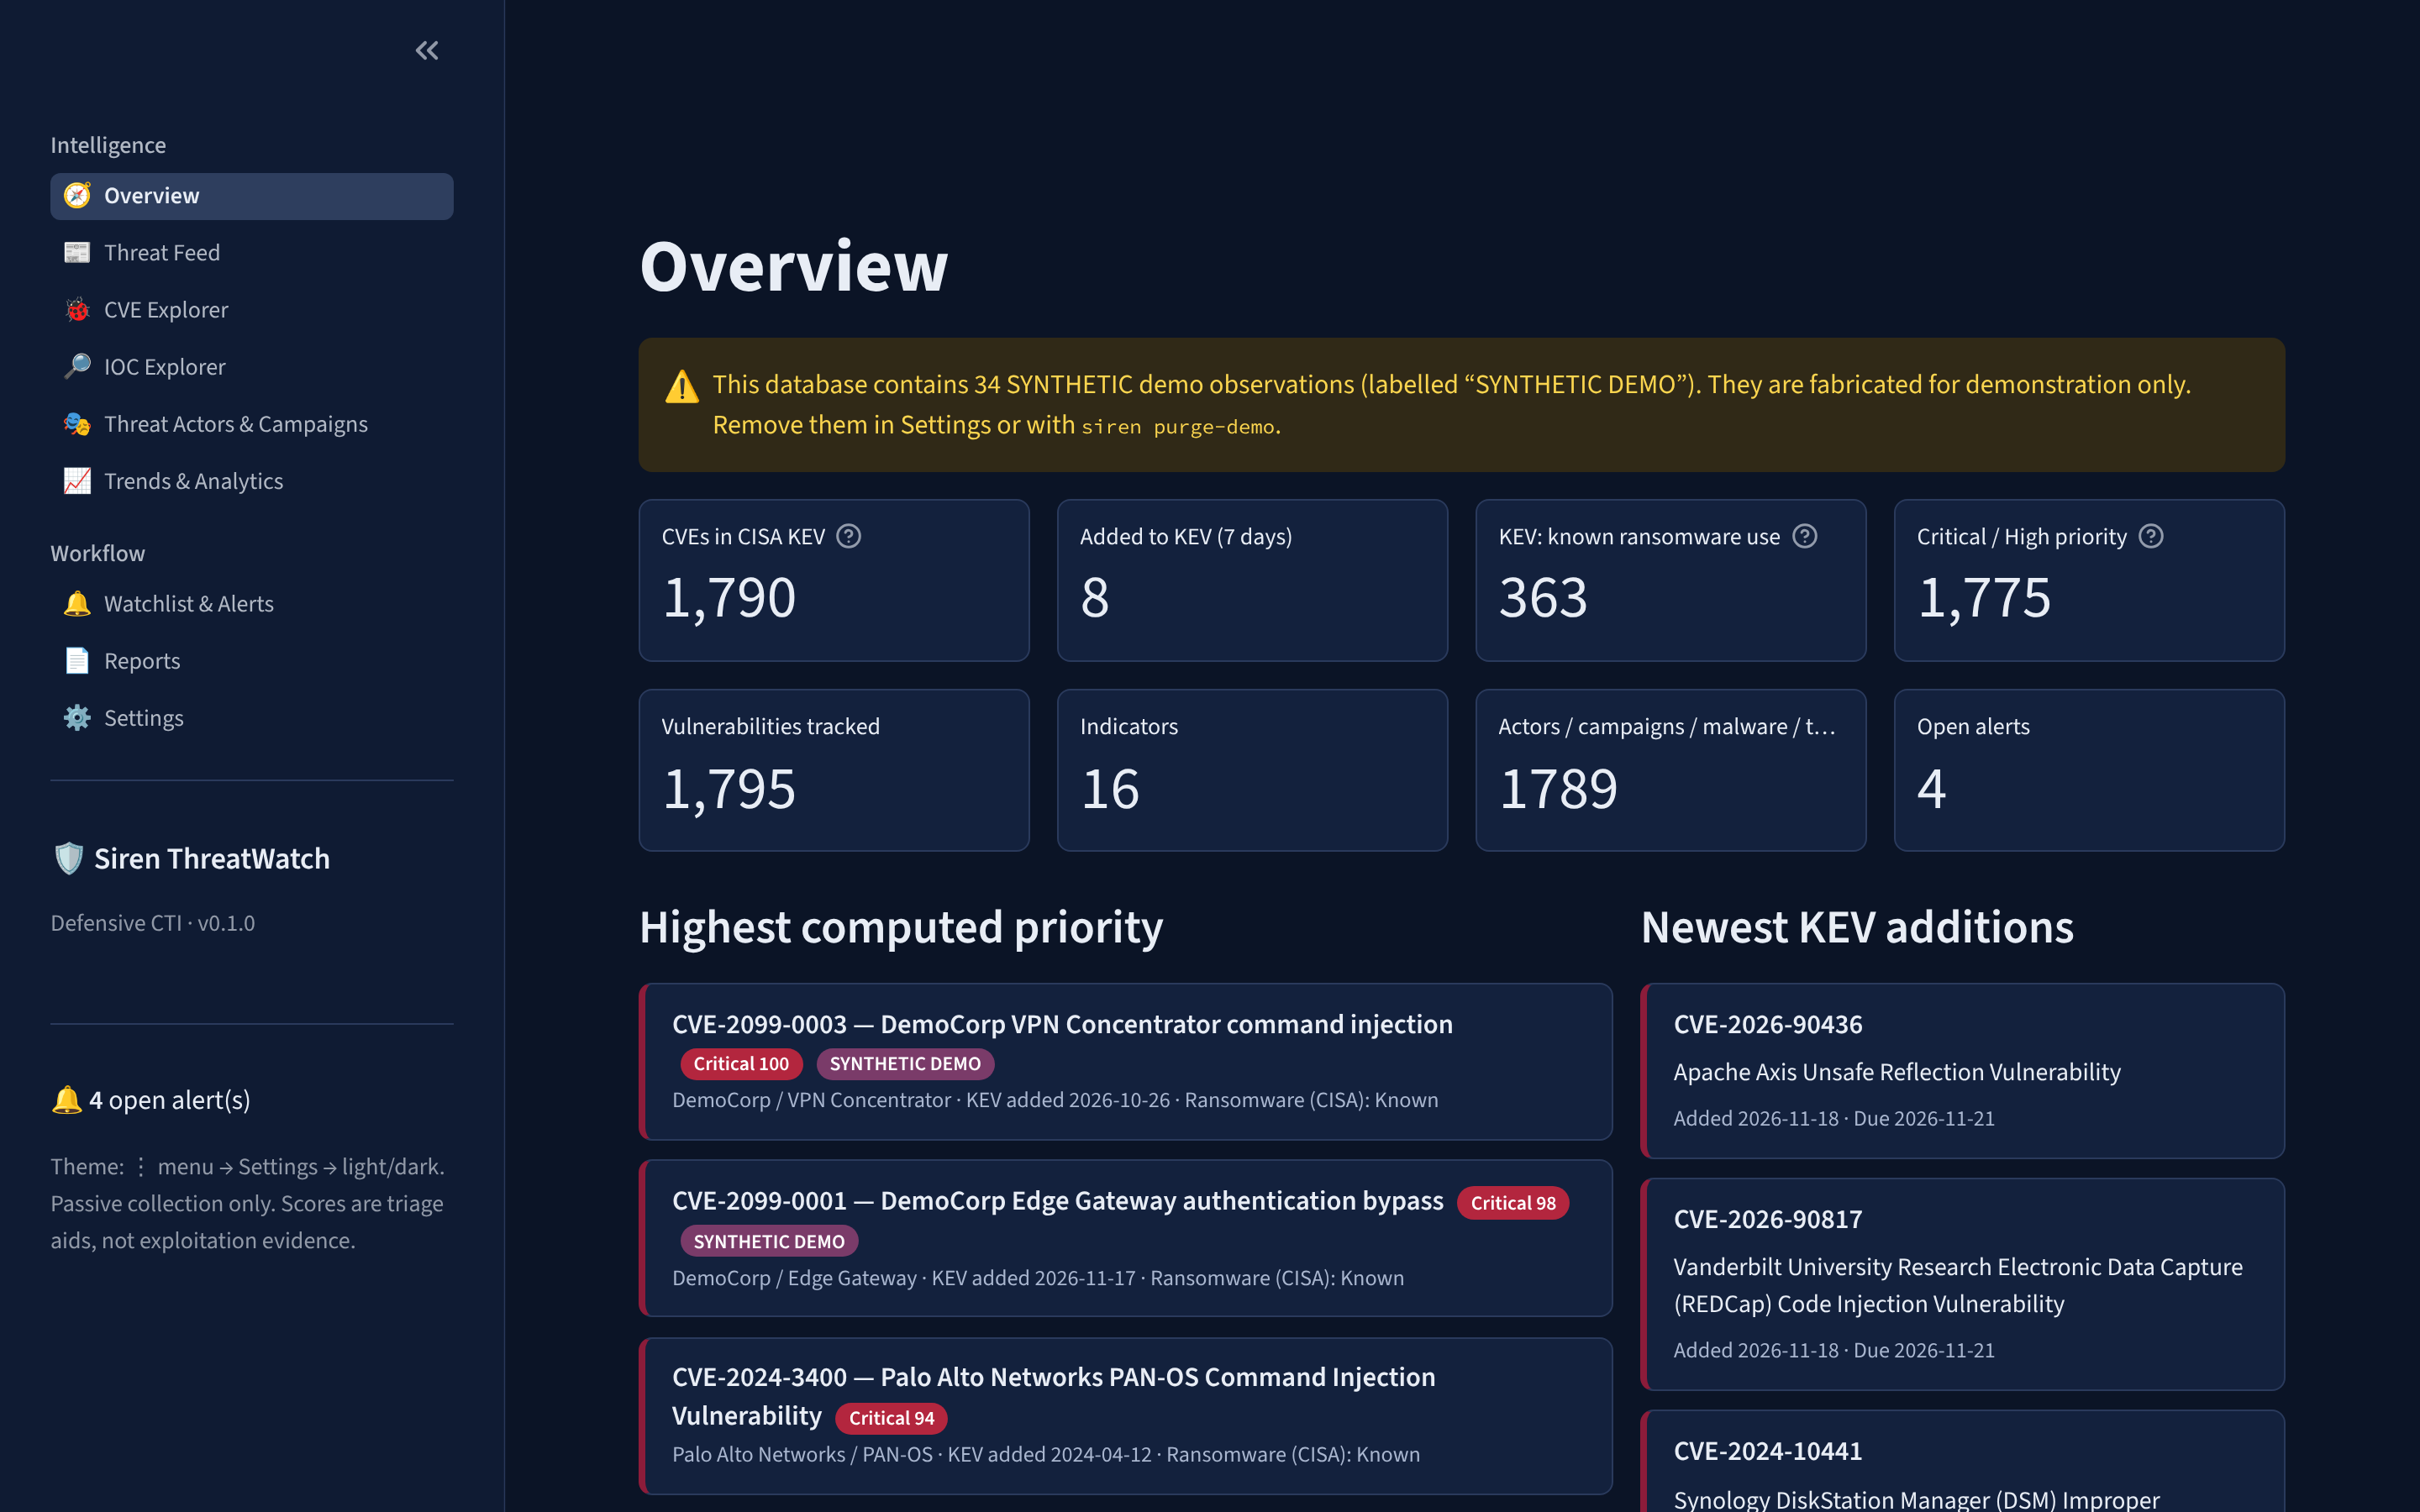 Intelligence
Overview
Threat Feed
CVE Explorer
IOC Explorer
Threat Actors & Campaigns
Trends & Analytics
Workflow
Watchlist & Alerts
Reports
Settings
Siren ThreatWatch
Defensive CTI · v0.1.0
4 open alert(s)
Theme: ⋮ menu → Settings → light/dark.
Passive collection only. Scores are triage
aids, not exploitation evidence.
Overview
This database contains 34 SYNTHETIC demo observations (labelled “SYNTHETIC DEMO”). They are fabricated for demonstration only.
Remove them in Settings or with siren purge-demo.
CVEs in CISA KEV
1,790
Added to KEV (7 days)
8
KEV: known ransomware use
363
Critical / High priority
1,775
Vulnerabilities tracked
1,795
Indicators
16
Actors / campaigns / malware / t…
1789
Open alerts
4
Highest computed priority
CVE-2099-0003 — DemoCorp VPN Concentrator command injection
Critical 100 SYNTHETIC DEMO
DemoCorp / VPN Concentrator · KEV added 2026-10-26 · Ransomware (CISA): Known
CVE-2099-0001 — DemoCorp Edge Gateway authentication bypass Critical 98
SYNTHETIC DEMO
DemoCorp / Edge Gateway · KEV added 2026-11-17 · Ransomware (CISA): Known
CVE-2024-3400 — Palo Alto Networks PAN-OS Command Injection
Vulnerability Critical 94
Palo Alto Networks / PAN-OS · KEV added 2024-04-12 · Ransomware (CISA): Known
Newest KEV additions
CVE-2026-90436
Apache Axis Unsafe Reflection Vulnerability
Added 2026-11-18 · Due 2026-11-21
CVE-2026-90817
Vanderbilt University Research Electronic Data Capture
(REDCap) Code Injection Vulnerability
Added 2026-11-18 · Due 2026-11-21
CVE-2024-10441
Synology DiskStation Manager (DSM) Improper